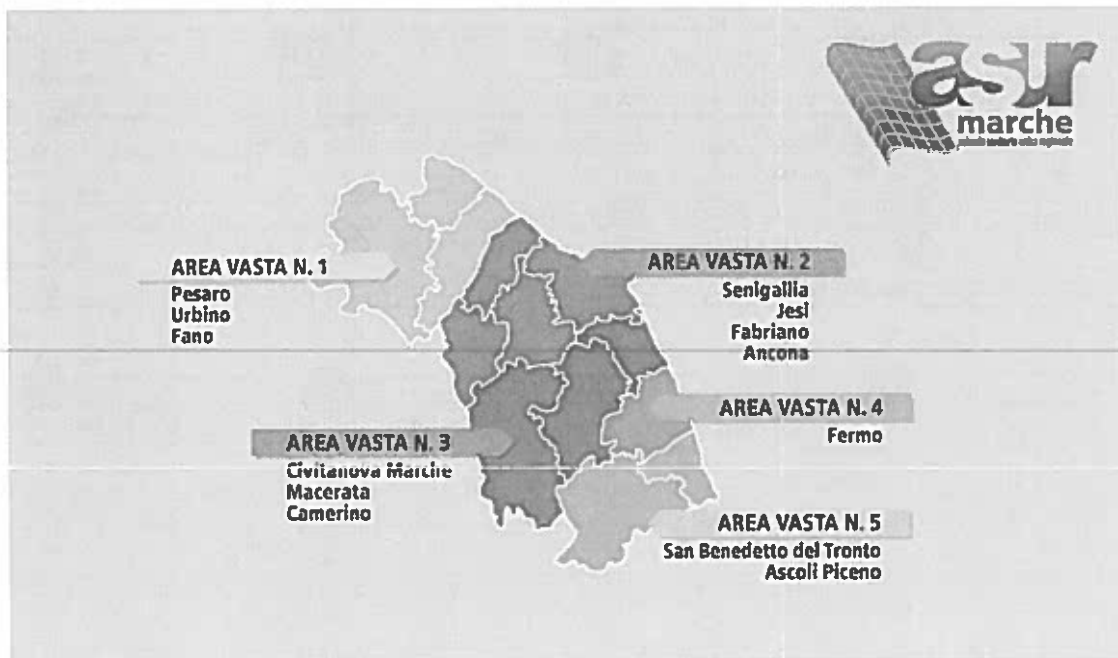 asur
marche
AREA VASTA N. 1
Pesaro
Urbino
Fano
AREA VASTA N. 2
Senigallia
Jesi
Fabriano
Ancona
AREA VASTA N. 3
Civitanova Marche
Macerata
Camerino
AREA VASTA N. 4
Fermo
AREA VASTA N. 5
San Benedetto del Tronto
Ascoli Piceno